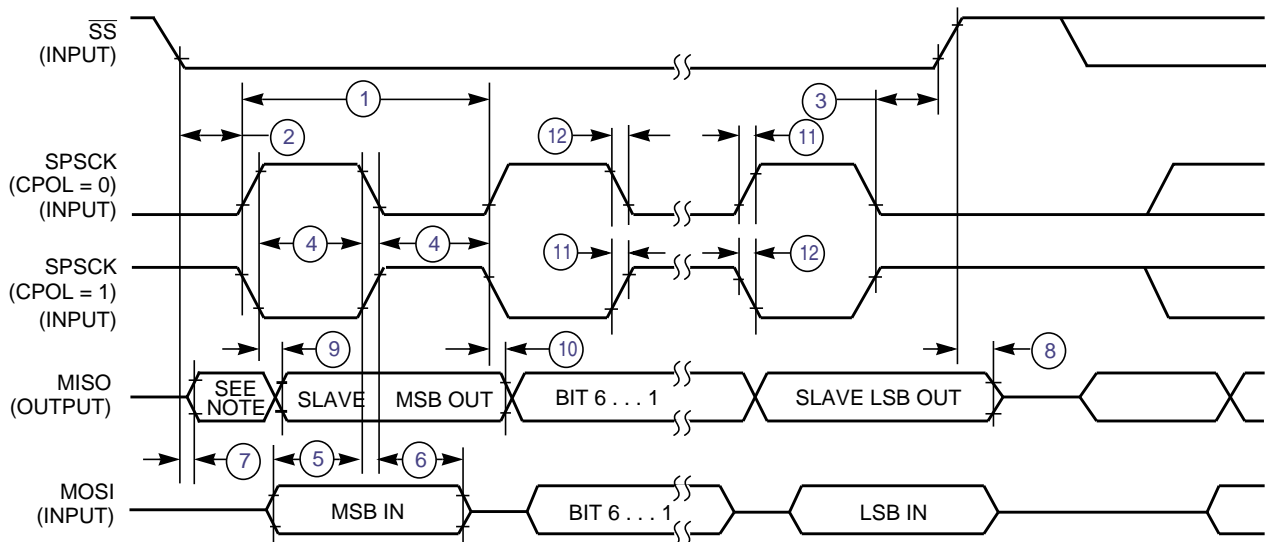 SS
(INPUT)
1
3
2
12
11
SPSCK
(CPOL = 0)
(INPUT)
4
4
11
12
SPSCK
(CPOL = 1)
(INPUT)
9
10
8
MISO
(OUTPUT)
SEE
NOTE
SLAVE
MSB OUT
BIT 6 . . . 1
SLAVE LSB OUT
7
5
6
MOSI
(INPUT)
MSB IN
BIT 6 . . . 1
LSB IN